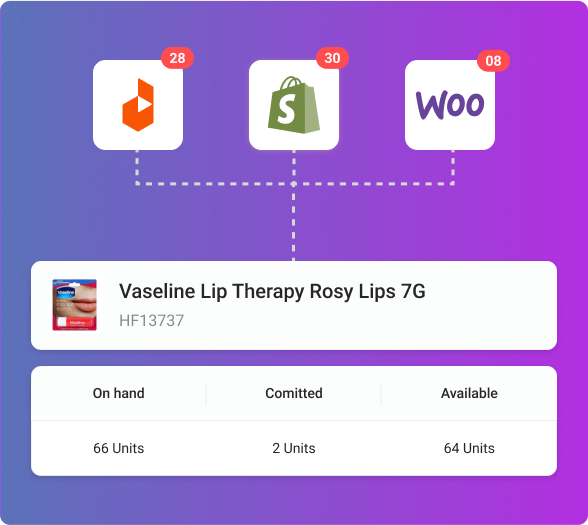 28
30
08
S
Woo
Vaseline
Vaseline Lip Therapy Rosy Lips 7G
HF13737
On hand
Comitted
Available
66 Units
2 Units
64 Units